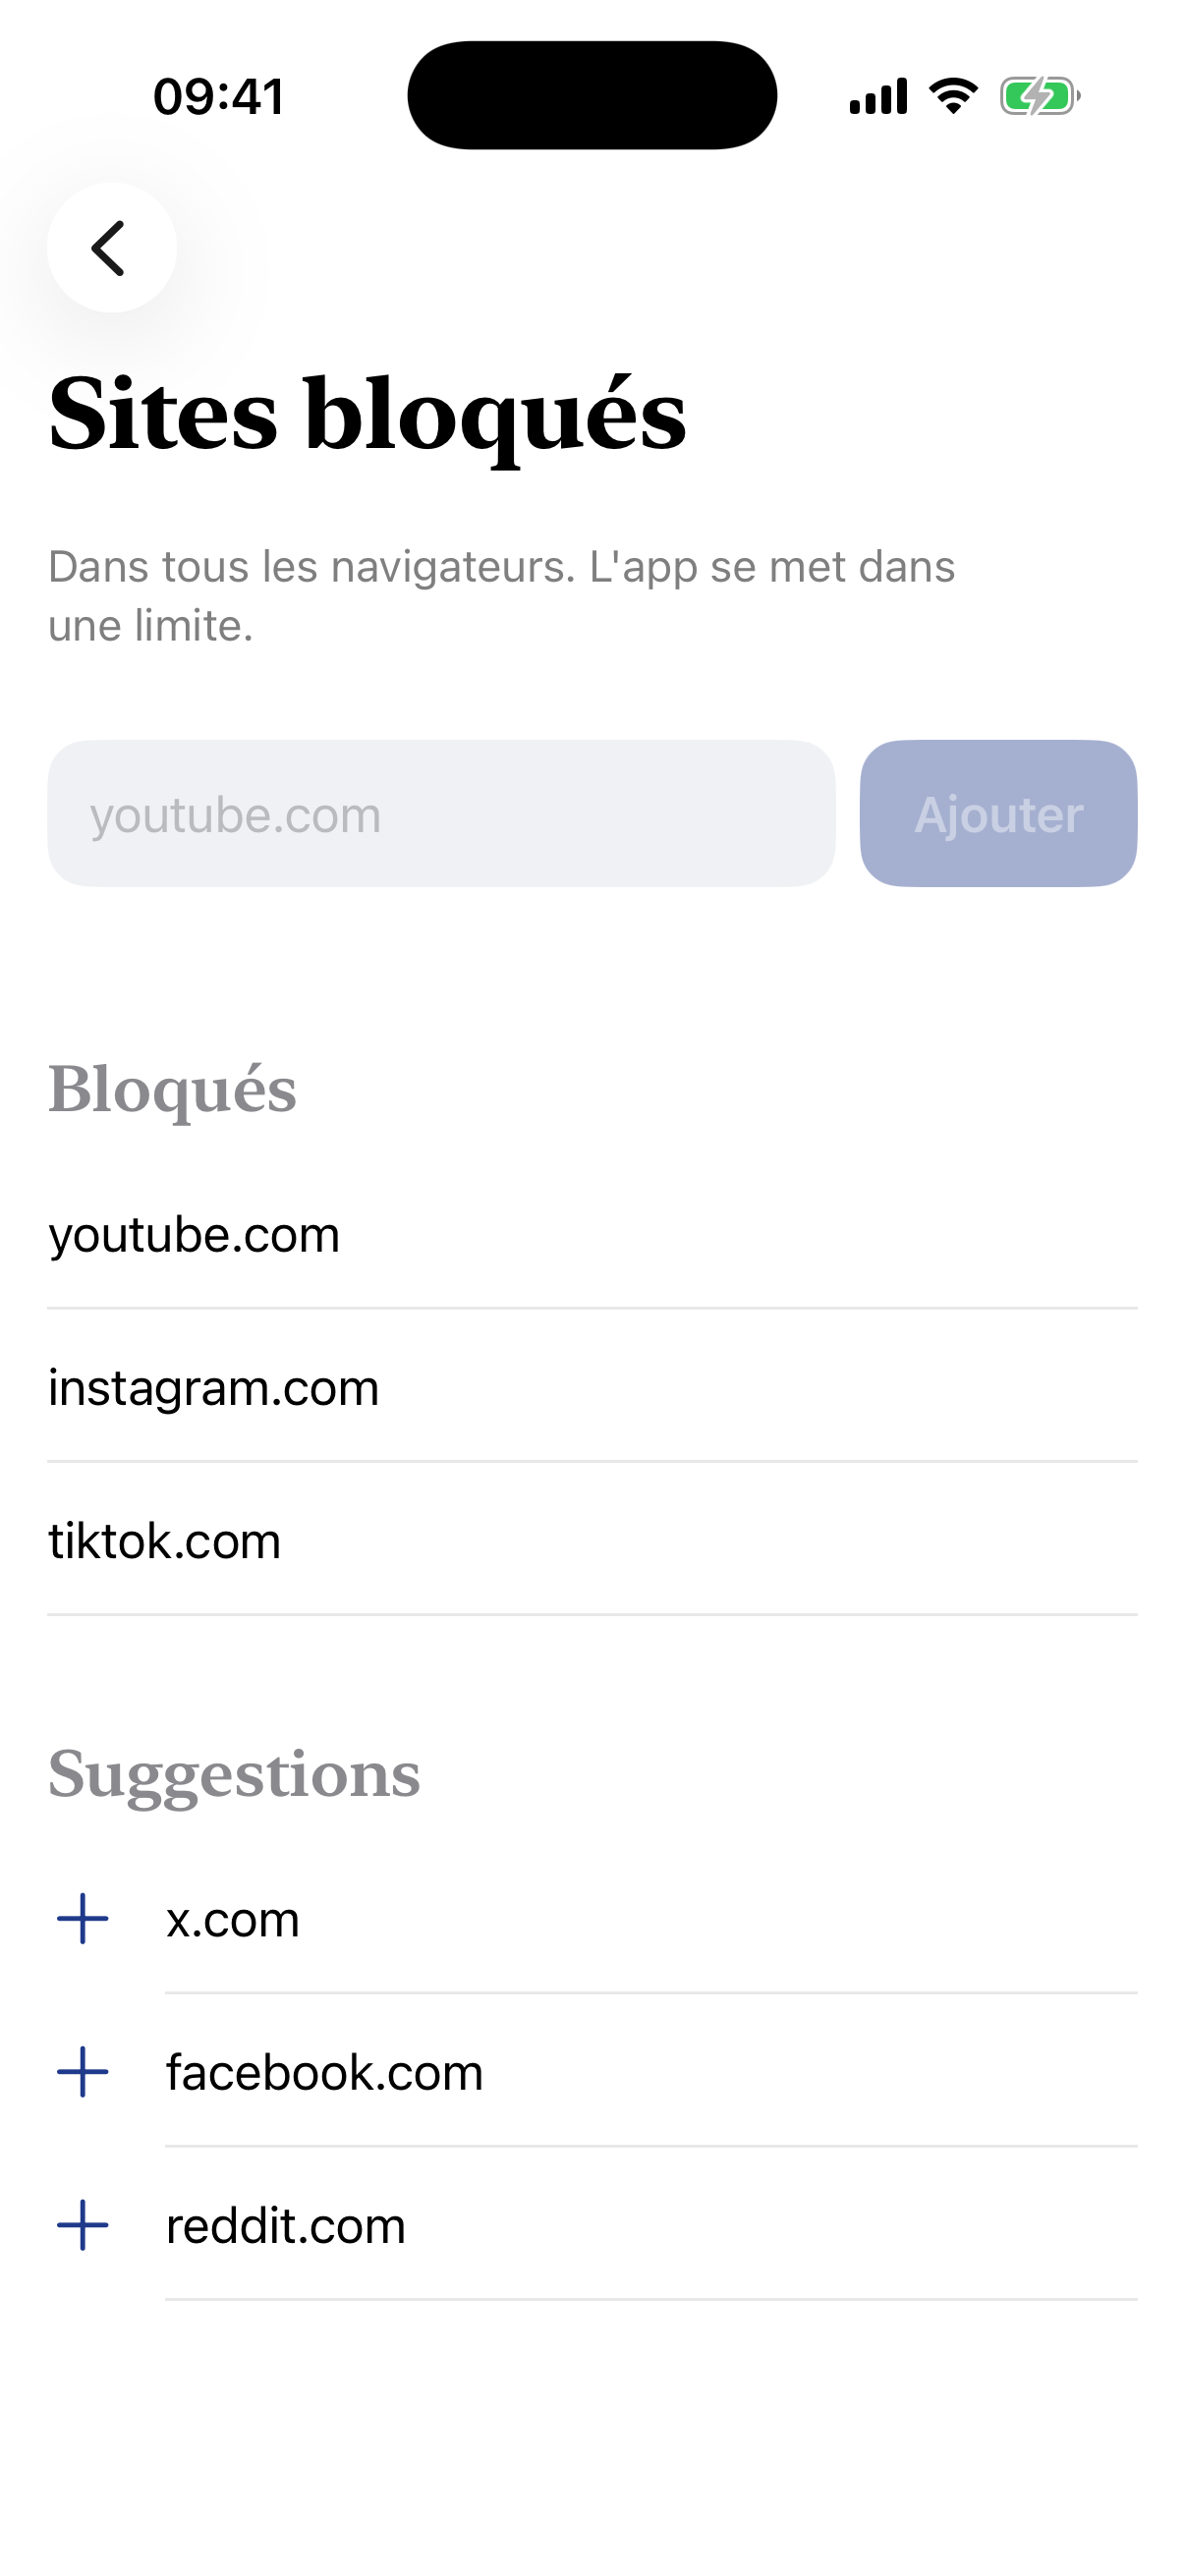 09:41
Sites bloqués
Dans tous les navigateurs. L'app se met dans
une limite.
youtube.com
Ajouter
Bloqués
youtube.com
instagram.com
tiktok.com
Suggestions
x.com
facebook.com
reddit.com